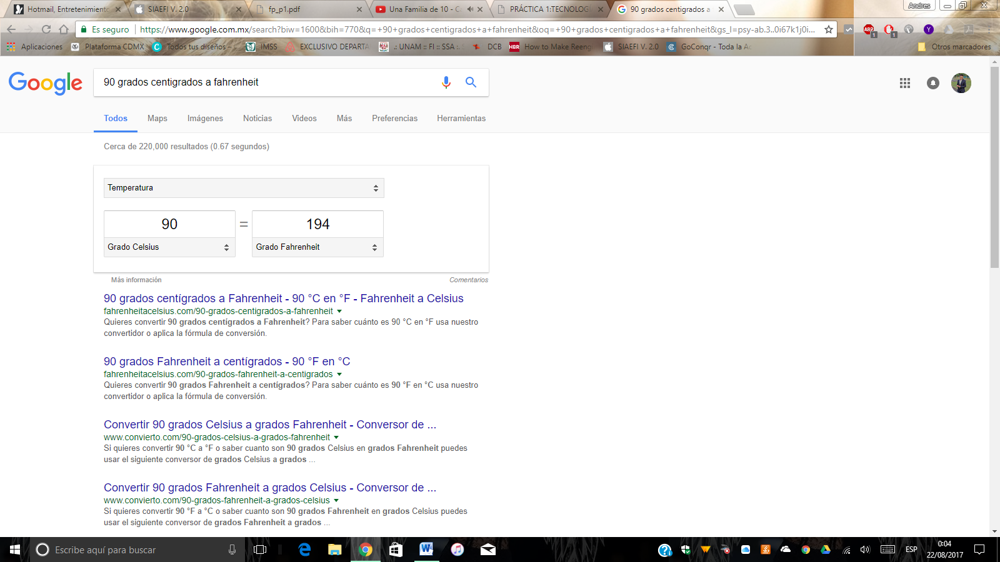 Hotmail, Entretenimiento
SIAEFI V. 2.0
fp_p1.pdf
Una Familia de 10 - C
PRÁCTICA 1:TECNOLOG
90 grados centigrados a
Andres
Es seguro
https://www.google.com.mx/search?biw=1600&bih=770&q=+90+grados+centigrados+a+fahrenheit&oq=+90+grados+centigrados+a+fahrenheit&gs_l=psy-ab.3..0i67k1j0i...
ABP
1
1
Y
Aplicaciones
Plataforma CDMX
Todos tus diseños –
IMSS
EXCLUSIVO DEPARTA
.: UNAM :: FI :: SSA :.
DCB
HBR
How to Make Reeng
SIAEFI V. 2.0
GoConqr - Toda la Ac
Otros marcadores
Google
90 grados centigrados a fahrenheit
Todos
Maps
Imágenes
Noticias
Videos
Más
Preferencias
Herramientas
Cerca de 220,000 resultados (0.67 segundos)
Temperatura
90
=
194
Grado Celsius
Grado Fahrenheit
Más información
Comentarios
90 grados centígrados a Fahrenheit - 90 °C en °F - Fahrenheit a Celsius
fahrenheitacelsius.com/90-grados-centigrados-a-fahrenheit
Quieres convertir 90 grados centígrados a Fahrenheit? Para saber cuánto es 90 °C en °F usa nuestro
convertidor o aplica la fórmula de conversión.
90 grados Fahrenheit a centígrados - 90 °F en °C
fahrenheitacelsius.com/90-grados-fahrenheit-a-centigrados
Quieres convertir 90 grados Fahrenheit a centígrados? Para saber cuánto es 90 °F en °C usa nuestro
convertidor o aplica la fórmula de conversión.
Convertir 90 grados Celsius a grados Fahrenheit - Conversor de ...
www.convierto.com/90-grados-celsius-a-grados-fahrenheit
Si quieres convertir 90 °C a °F o saber cuanto son 90 grados Celsius en grados Fahrenheit puedes
usar el siguiente conversor de grados Celsius a grados ...
Convertir 90 grados Fahrenheit a grados Celsius - Conversor de ...
www.convierto.com/90-grados-fahrenheit-a-grados-celsius
Si quieres convertir 90 °F a °C o saber cuanto son 90 grados Fahrenheit en grados Celsius puedes
usar el siguiente conversor de grados Fahrenheit a grados ...
Escribe aquí para buscar
ESP
0:04
22/08/2017